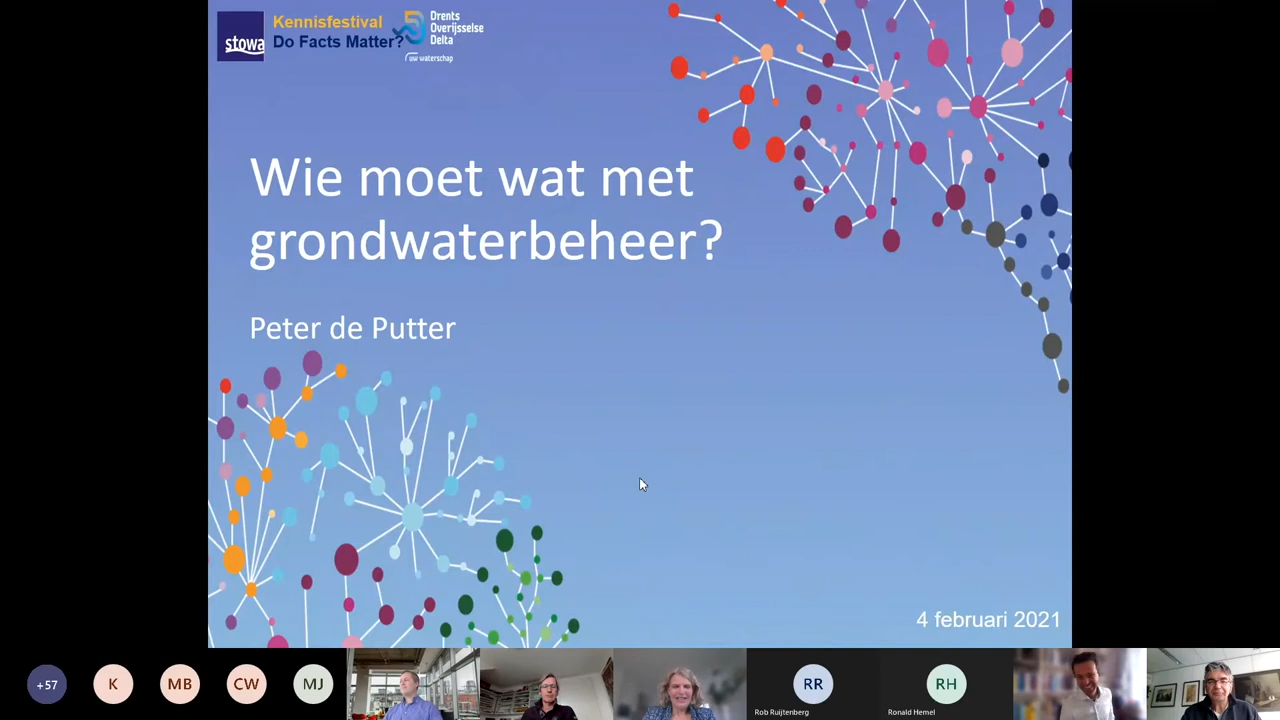 stowa
Kennisfestival
Do Facts Matter?
Drents
Overijsselse
Delta
uw waterschap
Wie moet wat met
grondwaterbeheer?
Peter de Putter
4 februari 2021
+57
K
MB
CW
MJ
RR
Rob Ruijtenberg
RH
Ronald Hemel